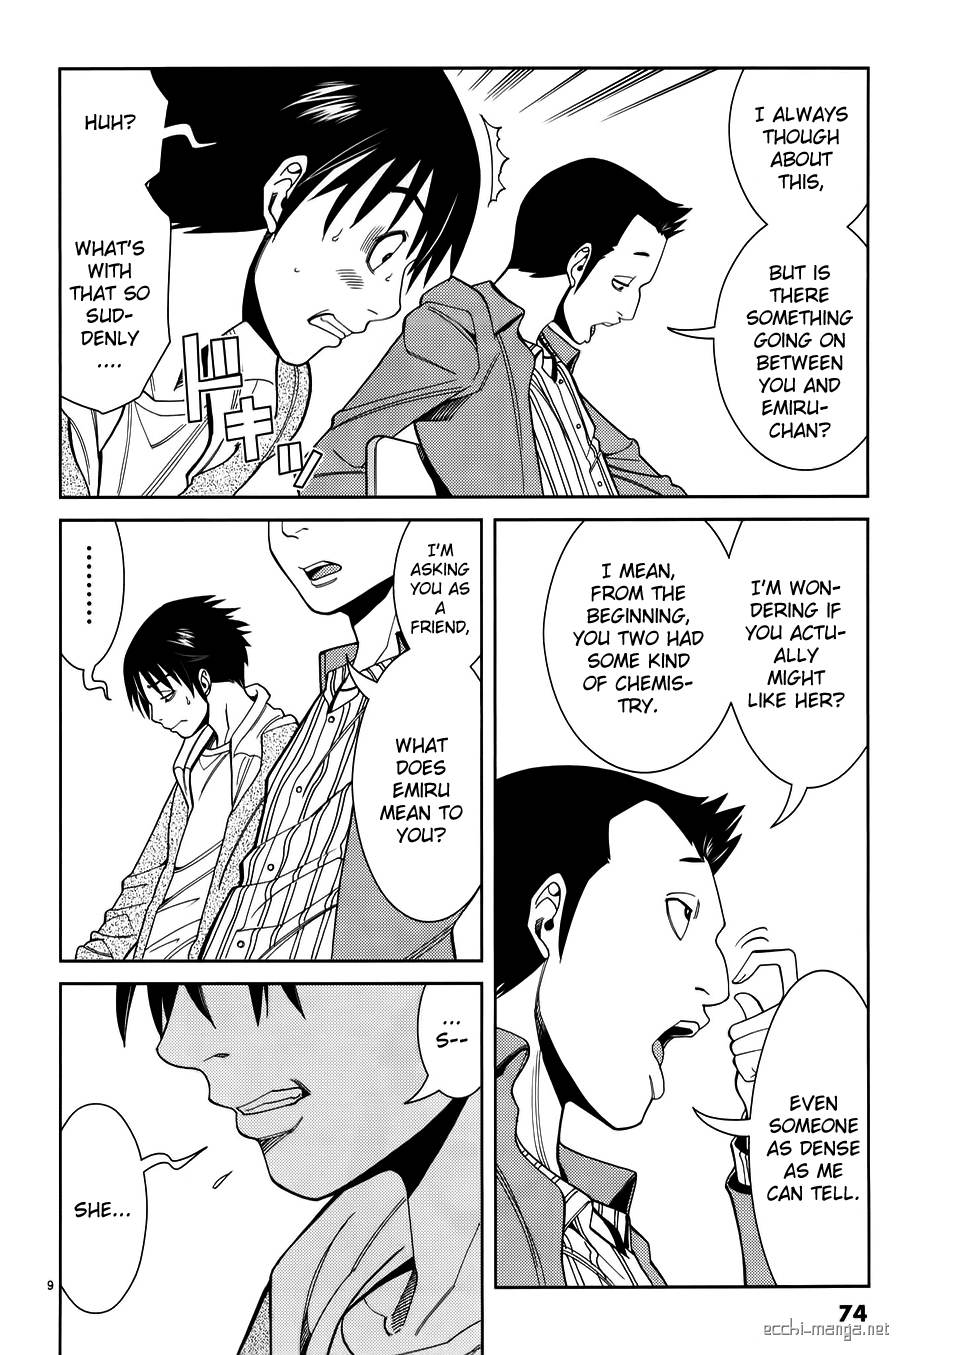 I ALWAYS
THOUGH
ABOUT
THIS,
BUT IS
THERE
SOMETHING
GOING ON
BETWEEN
YOU AND
EMIRU-
CHAN?
HUH?
WHAT'S
WITH
THAT SO
SUD-
DENLY
....
ドキッ
I'M WON-
DERING IF
YOU ACTU-
ALLY
MIGHT
LIKE HER?
I MEAN,
FROM THE
BEGINNING,
YOU TWO HAD
SOME KIND
OF CHEMIS-
TRY.
EVEN
SOMEONE
AS DENSE
AS ME
CAN TELL.
I'M
ASKING
YOU AS
A
FRIEND,
WHAT
DOES
EMIRU
MEAN TO
YOU?
........
...
S--
SHE...
9
74
ecchi-manga.net